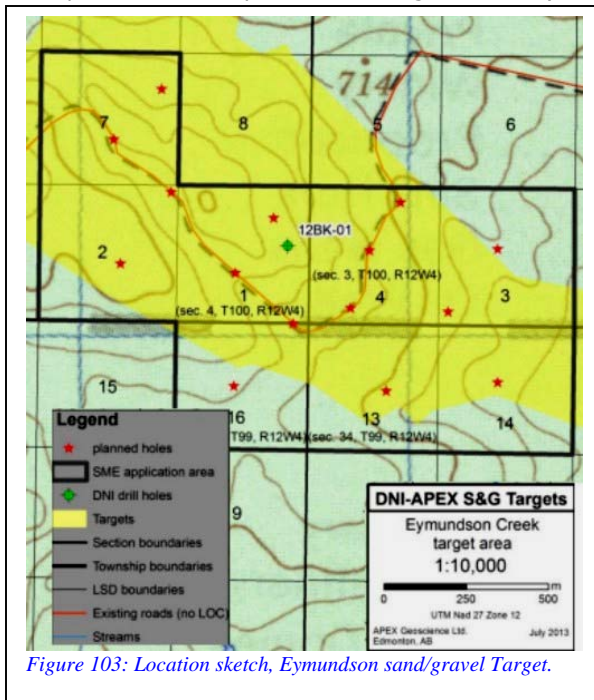 714
7
8
5
6
12BK-01
2
(sec. 3, T100, R12W4)
1
4
3
(sec. 4, T100, R12W4)
15
16
13
14
T99, R12W4)(sec. 34, T99, R12W4)
9
Legend
planned holes
SME application area
DNI drill holes
Targets
Section boundaries
Township boundaries
LSD boundaries
Existing roads (no LOC)
Streams
DNI-APEX S&G Targets
Eymundson Creek
target area
1:10,000
m
0 250 500
UTM Nad 27 Zone 12
APEX Geoscience Ltd.
Edmonton, AB July 2013
Figure 103: Location sketch, Eymundson sand/gravel Target.